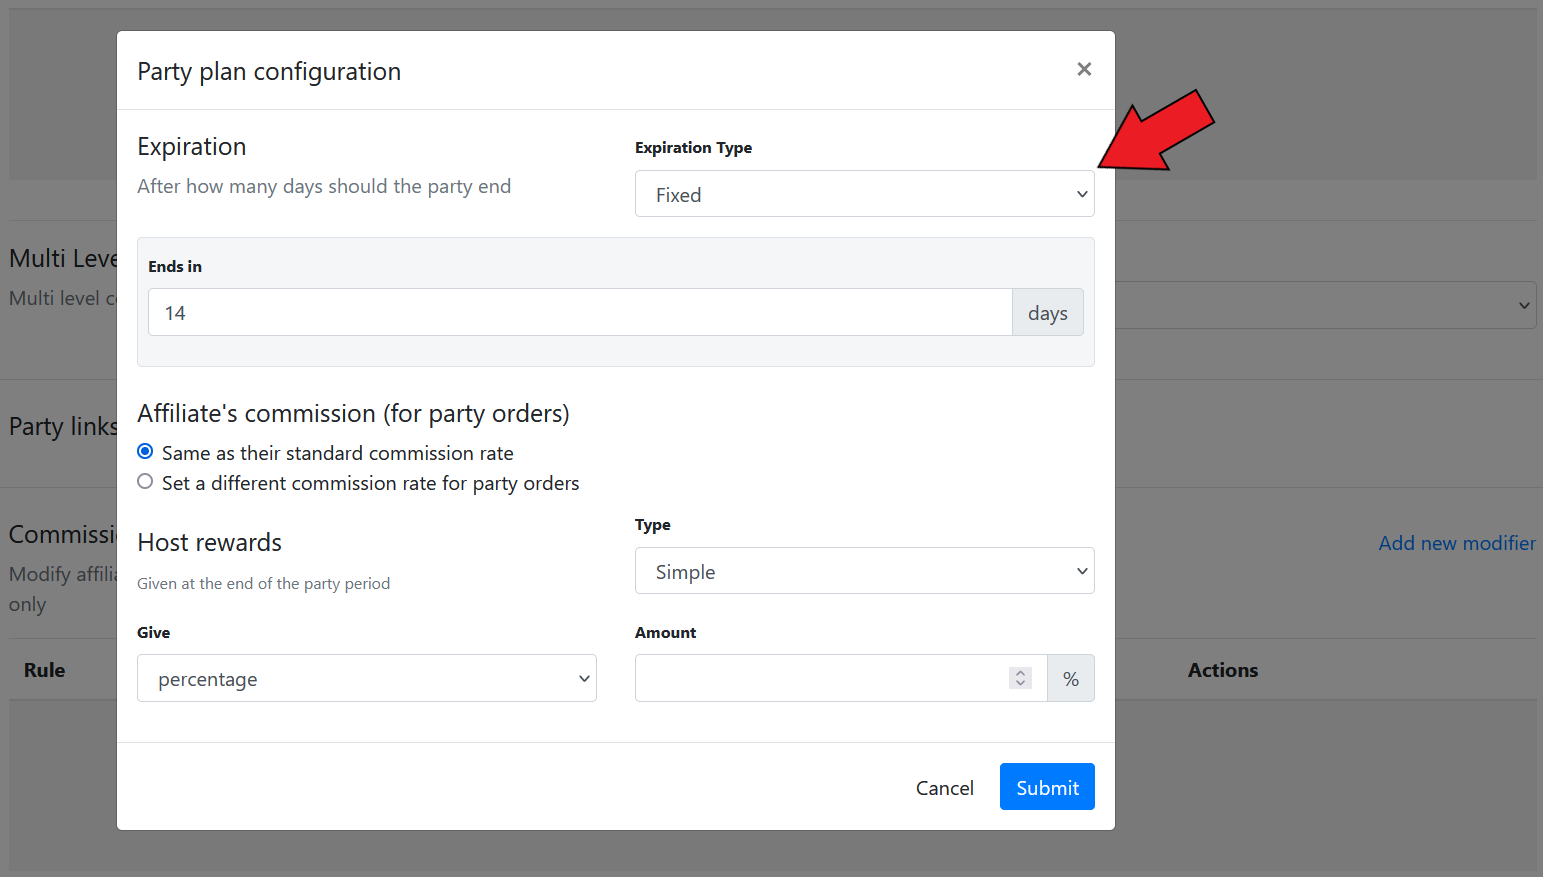 Party plan configuration
×
Expiration
After how many days should the party end
Expiration Type
Fixed
Ends in
14
days
Affiliate's commission (for party orders)
Same as their standard commission rate
Set a different commission rate for party orders
Host rewards
Given at the end of the party period
Type
Simple
Give
percentage
Amount
%
Cancel
Submit
Multi Leve
Multi level c
Party links
Commissi
Modify affilia
only
Add new modifier
Rule
Actions